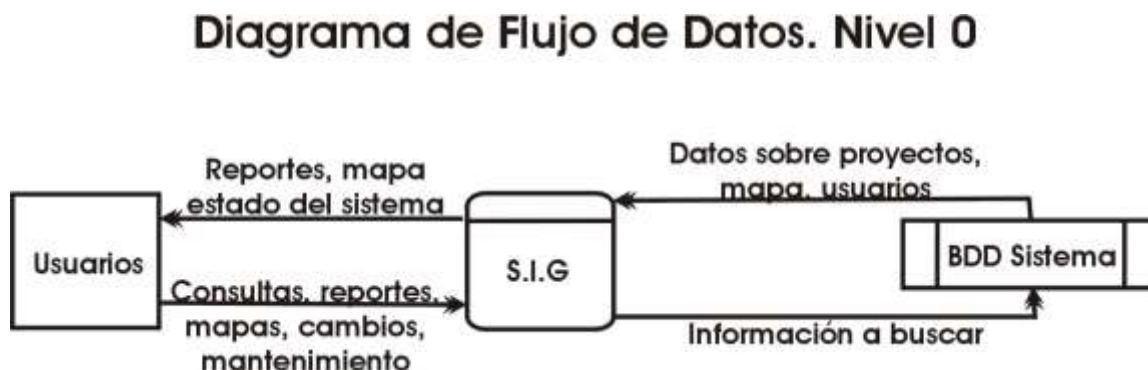 Diagrama de Flujo de Datos. Nivel 0
Reportes, mapa
estado del sistema
Datos sobre proyectos,
mapa, usuarios
Usuarios
S.I.G
BDD Sistema
Consultas, reportes,
mapas, cambios,
mantenimiento
Información a buscar